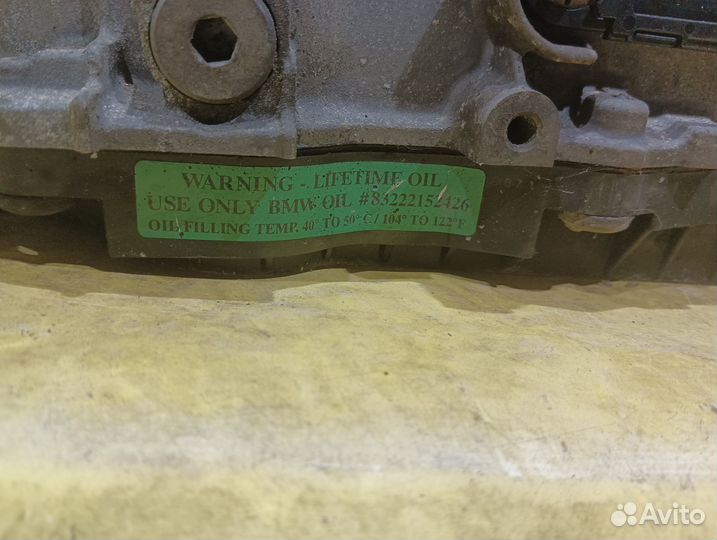 WARNING - LIFETIME OIL
USE ONLY BMW OIL #83222152426
OIL FILLING TEMP. 40° TO 50° C/ 104° TO 122°F
Avito